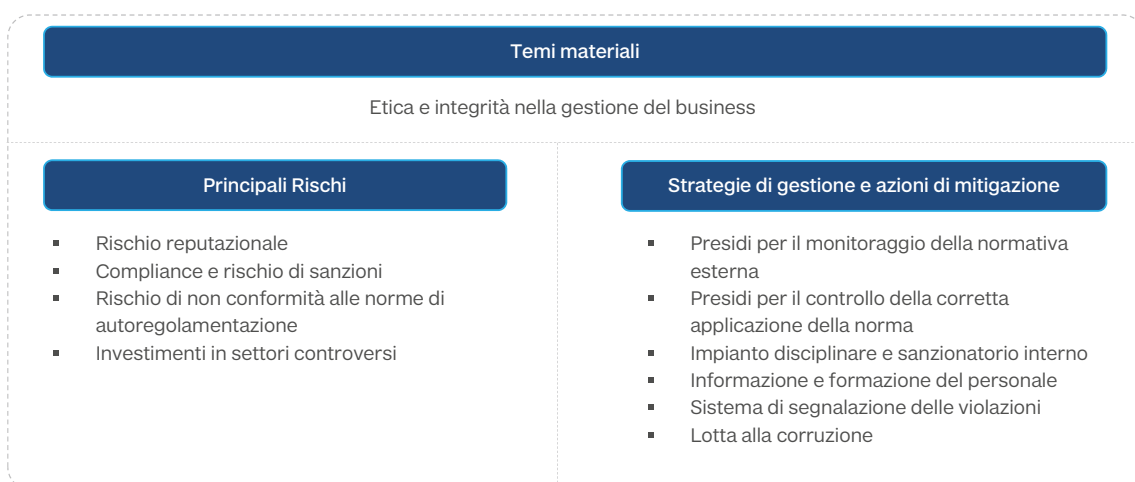 Temi materiali
Etica e integrità nella gestione del business
Principali Rischi
▪ Rischio reputazionale
▪ Compliance e rischio di sanzioni
▪ Rischio di non conformità alle norme di
autoregolamentazione
▪ Investimenti in settori controversi
Strategie di gestione e azioni di mitigazione
▪ Presidi per il monitoraggio della normativa
esterna
▪ Presidi per il controllo della corretta
applicazione della norma
▪ Impianto disciplinare e sanzionatorio interno
▪ Informazione e formazione del personale
▪ Sistema di segnalazione delle violazioni
▪ Lotta alla corruzione